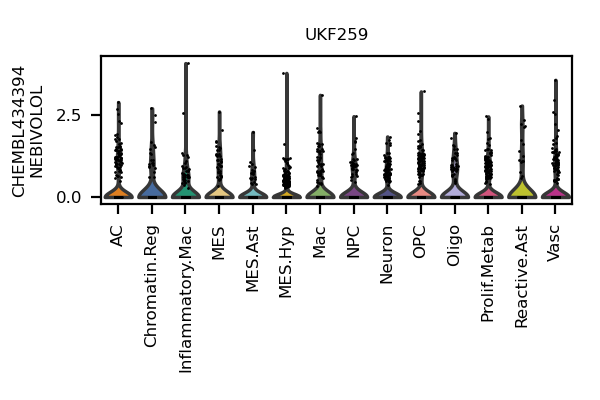 UKF259
CHEMBL434394
NEBIVOLOL
2.5
0.0
AC
Chromatin.Reg
Inflammatory.Mac
MES
MES.Ast
MES.Hyp
Mac
NPC
Neuron
OPC
Oligo
Prolif.Metab
Reactive.Ast
Vasc